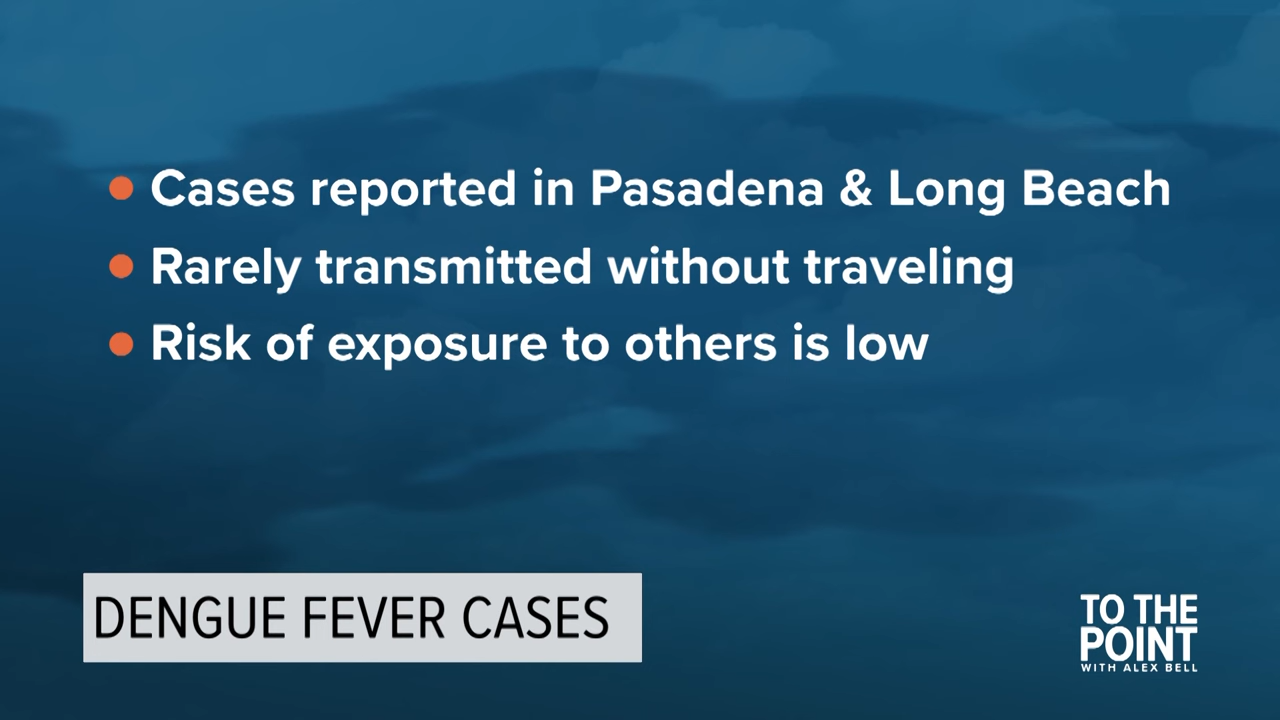 Cases reported in Pasadena & Long Beach
Rarely transmitted without traveling
Risk of exposure to others is low
DENGUE FEVER CASES
TO THE
POINT
WITH ALEX BELL